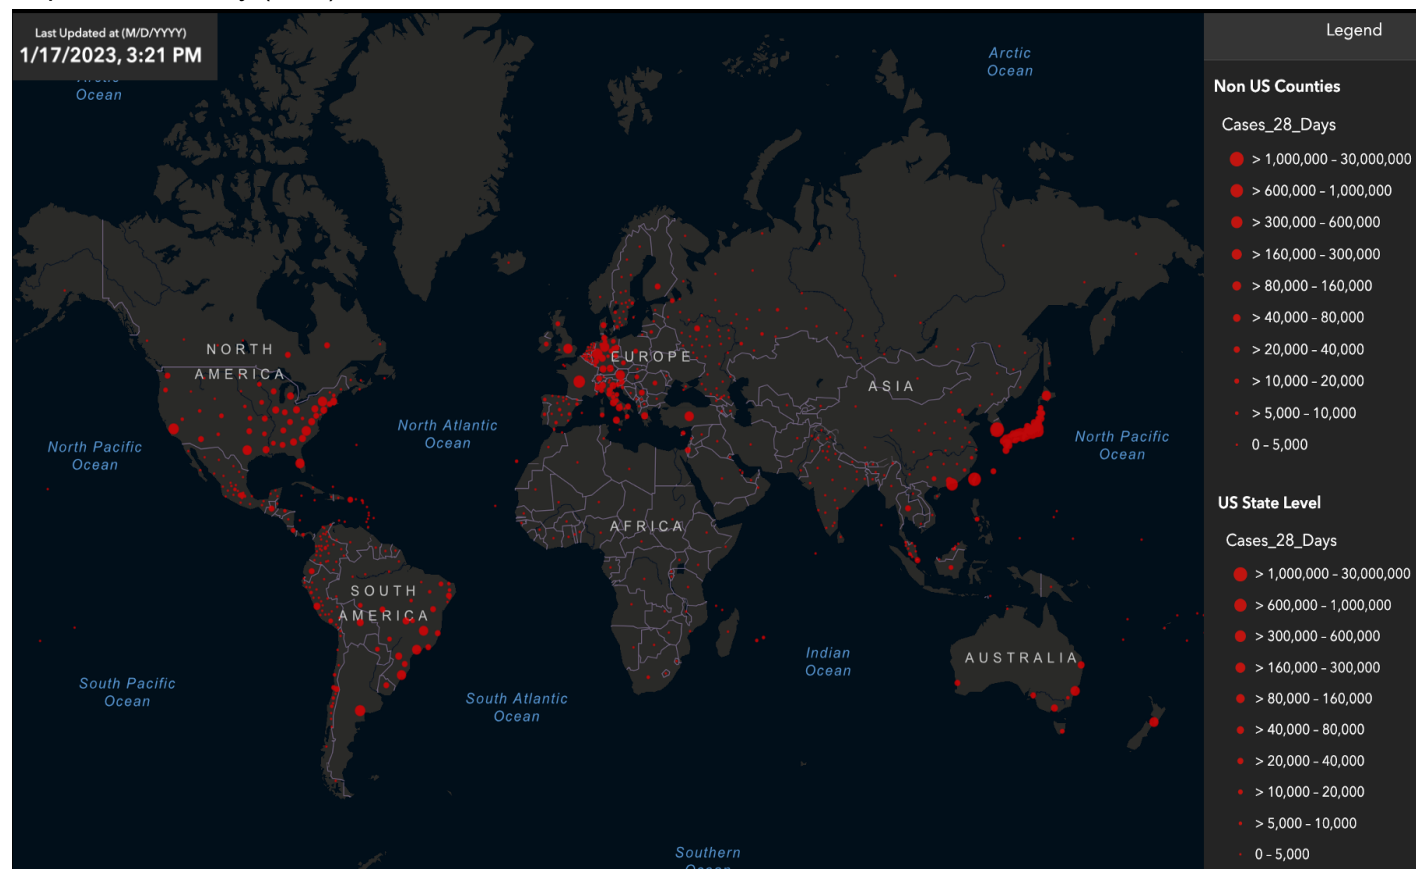 Last Updated at (M/D/YYYY)
1/17/2023, 3:21 PM
Arctic
Ocean
Arctic
Ocean
NORTH
AMERICA
EUROPE
ASIA
North Pacific
Ocean
North Atlantic
Ocean
North Pacific
Ocean
AFRICA
SOUTH
AMERICA
Indian
Ocean
AUSTRALIA
South Pacific
Ocean
South Atlantic
Ocean
Southern
Ocean
Legend
Non US Counties
Cases_28_Days
> 1,000,000 – 30,000,000
> 600,000 – 1,000,000
> 300,000 – 600,000
> 160,000 – 300,000
> 80,000 – 160,000
> 40,000 – 80,000
> 20,000 – 40,000
> 10,000 – 20,000
> 5,000 – 10,000
0 – 5,000
US State Level
Cases_28_Days
> 1,000,000 – 30,000,000
> 600,000 – 1,000,000
> 300,000 – 600,000
> 160,000 – 300,000
> 80,000 – 160,000
> 40,000 – 80,000
> 20,000 – 40,000
> 10,000 – 20,000
> 5,000 – 10,000
0 – 5,000